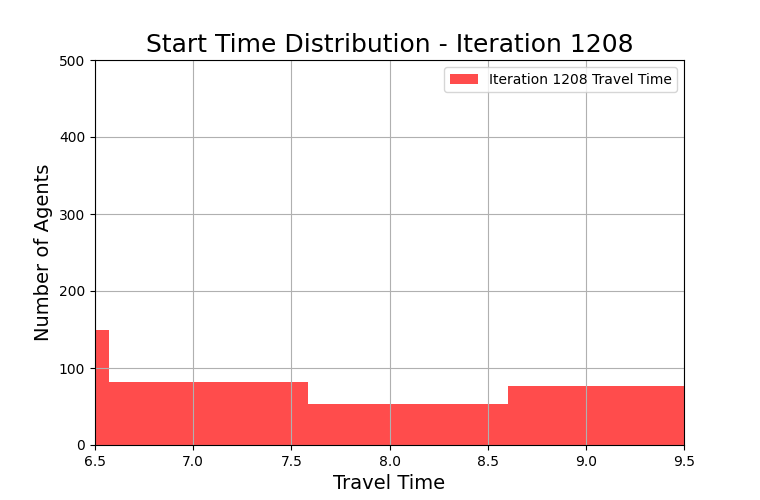 Start Time Distribution - Iteration 1208
500
400
300
200
100
0
Number of Agents
Iteration 1208 Travel Time
6.5 7.0 7.5 8.0 8.5 9.0 9.5
Travel Time